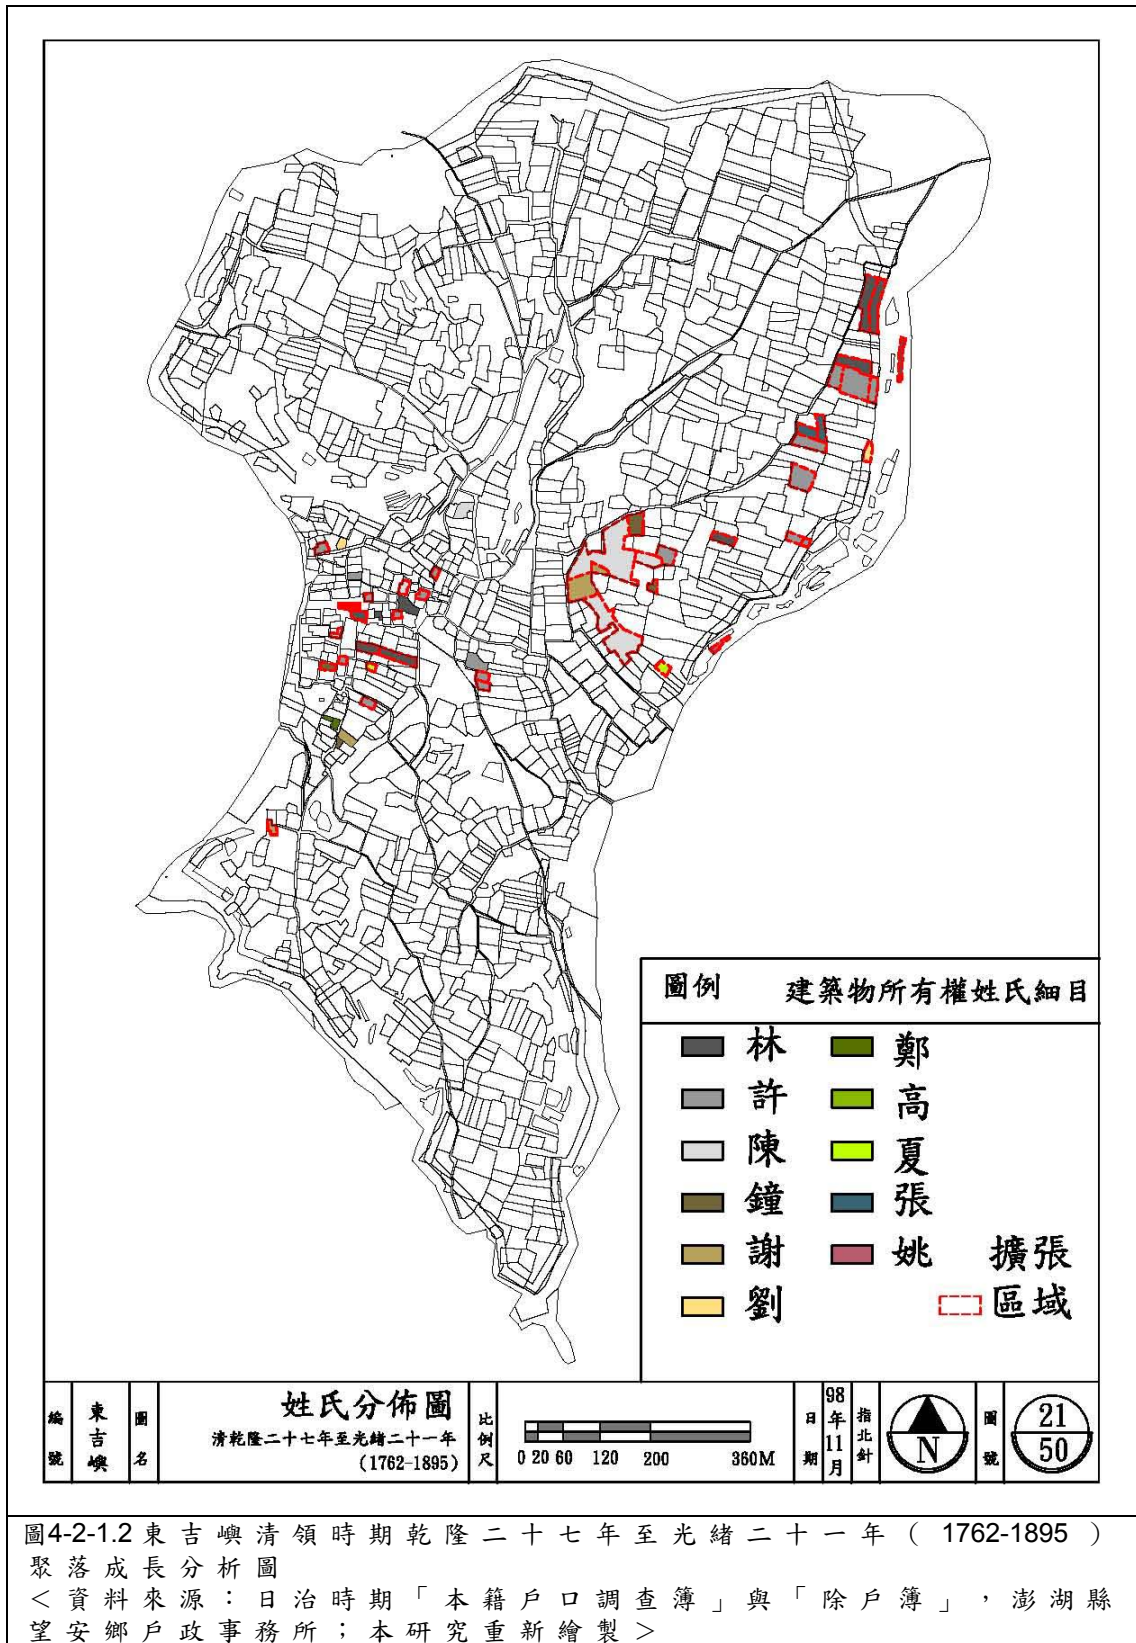 圖例 建築物所有權姓氏細目
林 鄭
許 高
陳 夏
鐘 張
謝 姚 擴張
劉 區域
編號 東吉嶼 圖名 姓氏分佈圖
清乾隆二十七年至光緒二十一年
(1762-1895)
比例尺 0 20 60 120 200 360M
日期 98年11月 指北針 N 圖號 21
50
圖4-2-1.2 東吉嶼清領時期乾隆二十七年至光緒二十一年(1762-1895)
聚落成長分析圖
<資料來源:日治時期「本籍戶口調查簿」與「除戶簿」,澎湖縣
望安鄉戶政事務所;本研究重新繪製>